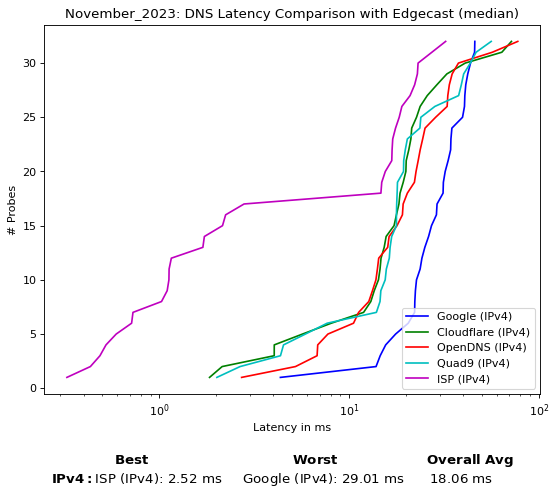 November_2023: DNS Latency Comparison with Edgecast (median)
# Probes
30
25
20
15
10
5
0
Google (IPv4)
Cloudflare (IPv4)
OpenDNS (IPv4)
Quad9 (IPv4)
ISP (IPv4)
10⁰ 10¹ 10²
Latency in ms
Best Worst Overall Avg
IPv4: ISP (IPv4): 2.52 ms Google (IPv4): 29.01 ms 18.06 ms